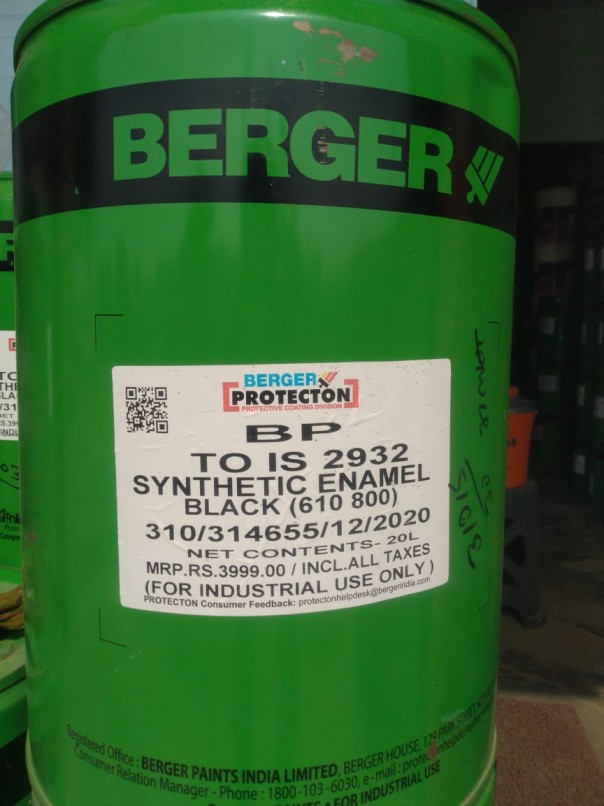 BERGER
BERGER
PROTECTON
PROTECTIVE COATING DIVISION
BP
TO IS 2932
SYNTHETIC ENAMEL
BLACK (610 800)
310/314655/12/2020
NET CONTENTS- 20L
MRP.RS.3999.00 / INCL.ALL TAXES
(FOR INDUSTRIAL USE ONLY)
PROTECTON Consumer Feedback: protectonhelpdesk@bergerindia.com
Registered Office : BERGER PAINTS INDIA LIMITED, BERGER HOUSE, 129 PARK STREET
Consumer Relation Manager - Phone : 1800-103-6030, e-mail :
FOR INDUSTRIAL USE